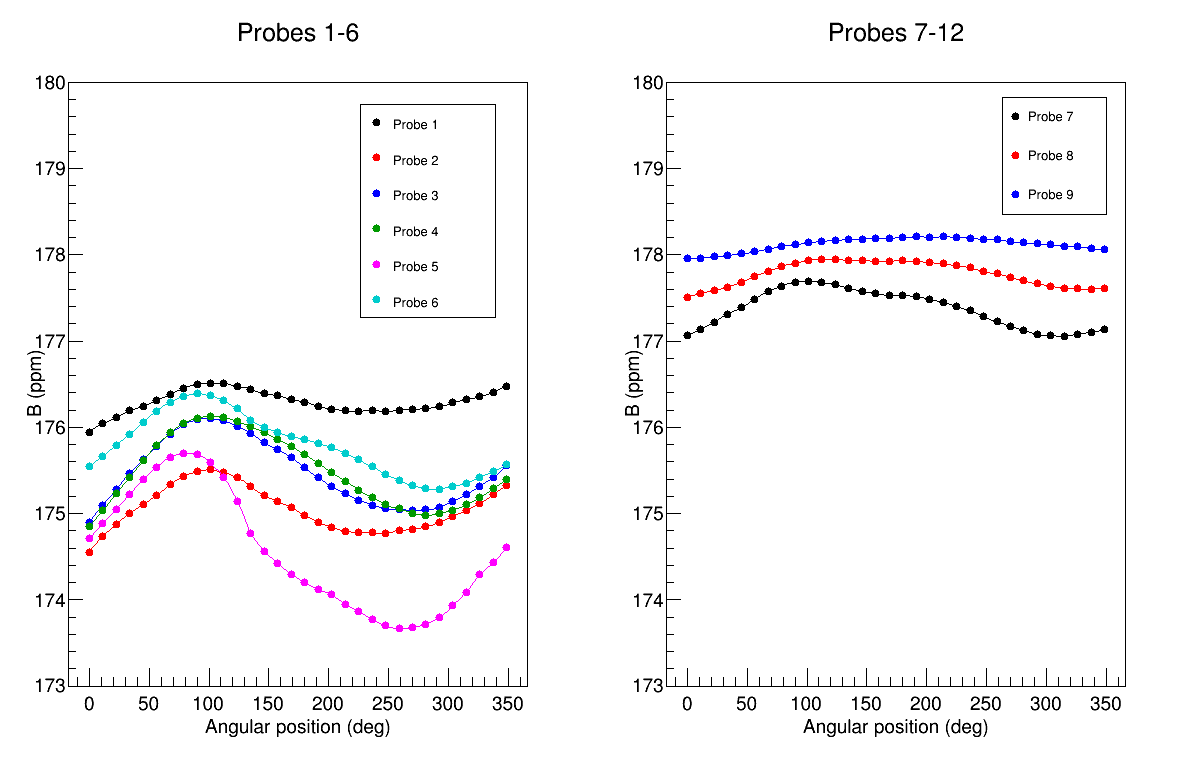 Probes 1-6
180
179
178
177
176
175
174
173
B (ppm)
Probe 1
Probe 2
Probe 3
Probe 4
Probe 5
Probe 6
0 50 100 150 200 250 300 350
Angular position (deg)
Probes 7-12
180
179
178
177
176
175
174
173
B (ppm)
Probe 7
Probe 8
Probe 9
0 50 100 150 200 250 300 350
Angular position (deg)